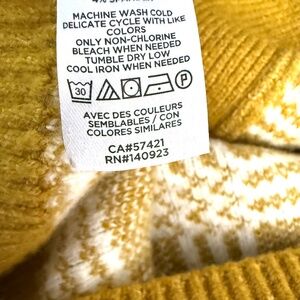 MACHINE WASH COLD
DELICATE CYCLE WITH LIKE
COLORS
ONLY NON-CHLORINE
BLEACH WHEN NEEDED
TUMBLE DRY LOW
COOL IRON WHEN NEEDED
30
AVEC DES COULEURS
SEMBLABLES / CON
COLORES SIMILARES
CA#57421
RN#140923